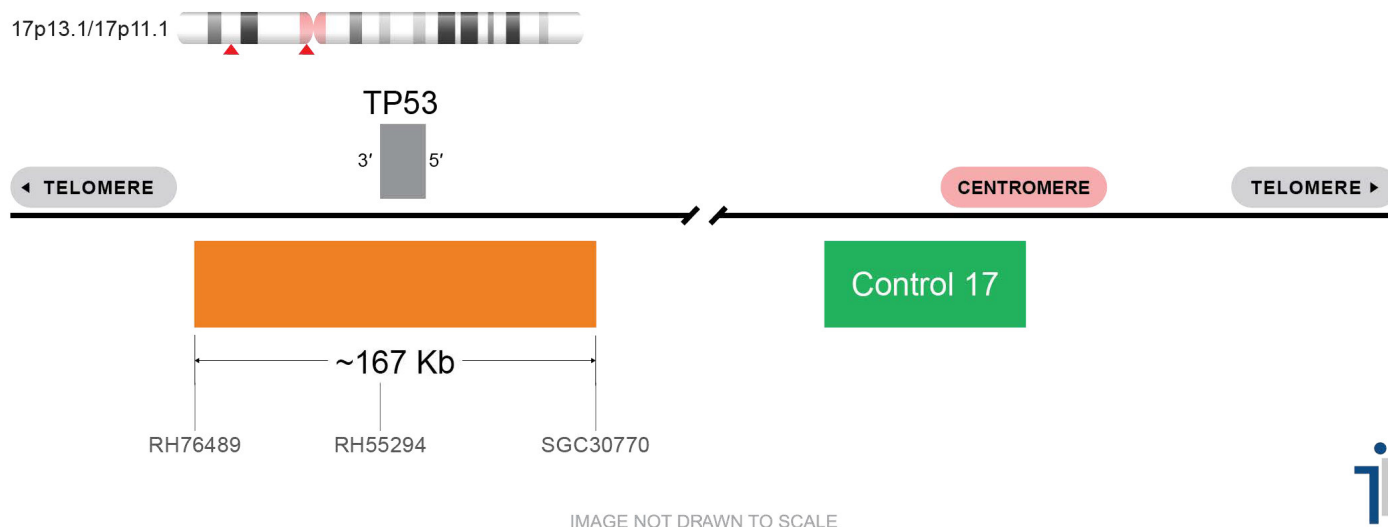 17p13.1/17p11.1
TP53
3′ 5′
◂ TELOMERE CENTROMERE TELOMERE ▸
Control 17
~167 Kb
RH76489 RH55294 SGC30770
IMAGE NOT DRAWN TO SCALE